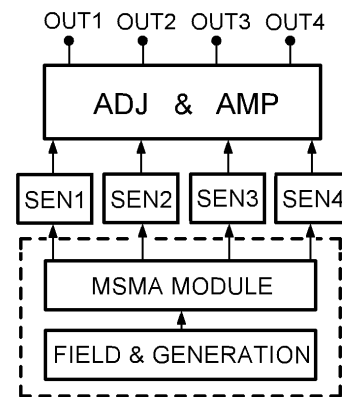 OUT1 OUT2 OUT3 OUT4
ADJ & AMP
SEN1 SEN2 SEN3 SEN4
MSMA MODULE
FIELD & GENERATION